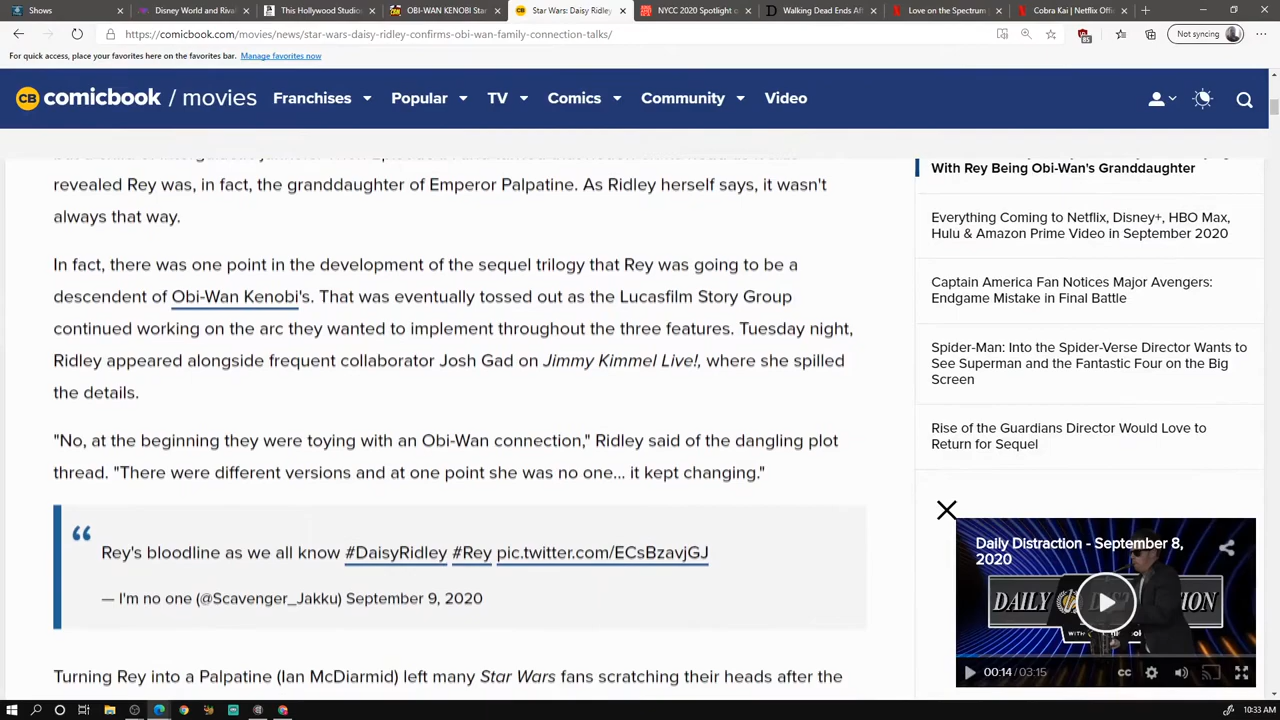 Shows
Disney World and Rival
This Hollywood Studios
OBI-WAN KENOBI Star
Star Wars: Daisy Ridley
NYCC 2020 Spotlight o
Walking Dead Ends Aft
Love on the Spectrum
Cobra Kai | Netflix Offic
https://comicbook.com/movies/news/star-wars-daisy-ridley-confirms-obi-wan-family-connection-talks/
Not syncing
For quick access, place your favorites here on the favorites bar. Manage favorites now
CB comicbook / movies
Franchises
Popular
TV
Comics
Community
Video
revealed Rey was, in fact, the granddaughter of Emperor Palpatine. As Ridley herself says, it wasn't
always that way.
In fact, there was one point in the development of the sequel trilogy that Rey was going to be a
descendent of Obi-Wan Kenobi's. That was eventually tossed out as the Lucasfilm Story Group
continued working on the arc they wanted to implement throughout the three features. Tuesday night,
Ridley appeared alongside frequent collaborator Josh Gad on Jimmy Kimmel Live!, where she spilled
the details.
"No, at the beginning they were toying with an Obi-Wan connection," Ridley said of the dangling plot
thread. "There were different versions and at one point she was no one... it kept changing."
“
Rey's bloodline as we all know #DaisyRidley #Rey pic.twitter.com/ECsBzavjGJ
— I'm no one (@Scavenger_Jakku) September 9, 2020
Turning Rey into a Palpatine (Ian McDiarmid) left many Star Wars fans scratching their heads after the
With Rey Being Obi-Wan's Granddaughter
Everything Coming to Netflix, Disney+, HBO Max,
Hulu & Amazon Prime Video in September 2020
Captain America Fan Notices Major Avengers:
Endgame Mistake in Final Battle
Spider-Man: Into the Spider-Verse Director Wants to
See Superman and the Fantastic Four on the Big
Screen
Rise of the Guardians Director Would Love to
Return for Sequel
Daily Distraction - September 8,
2020
DAILY
WITH
00:14 / 03:15
CC
10:33 AM